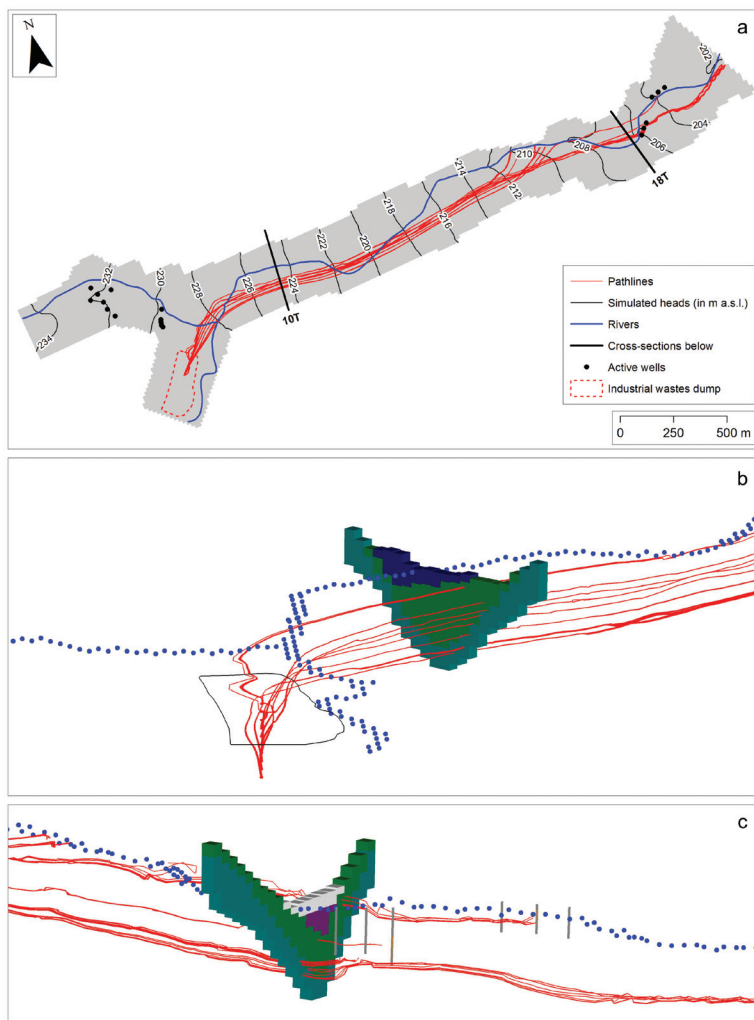 N
a
202
204
206
208
210
18T
214
212
218
216
222
220
226
224
10T
232
230
228
234
Pathlines
Simulated heads (in m a.s.l.)
Rivers
Cross-sections below
Active wells
Industrial wastes dump
0 250 500 m
b
c